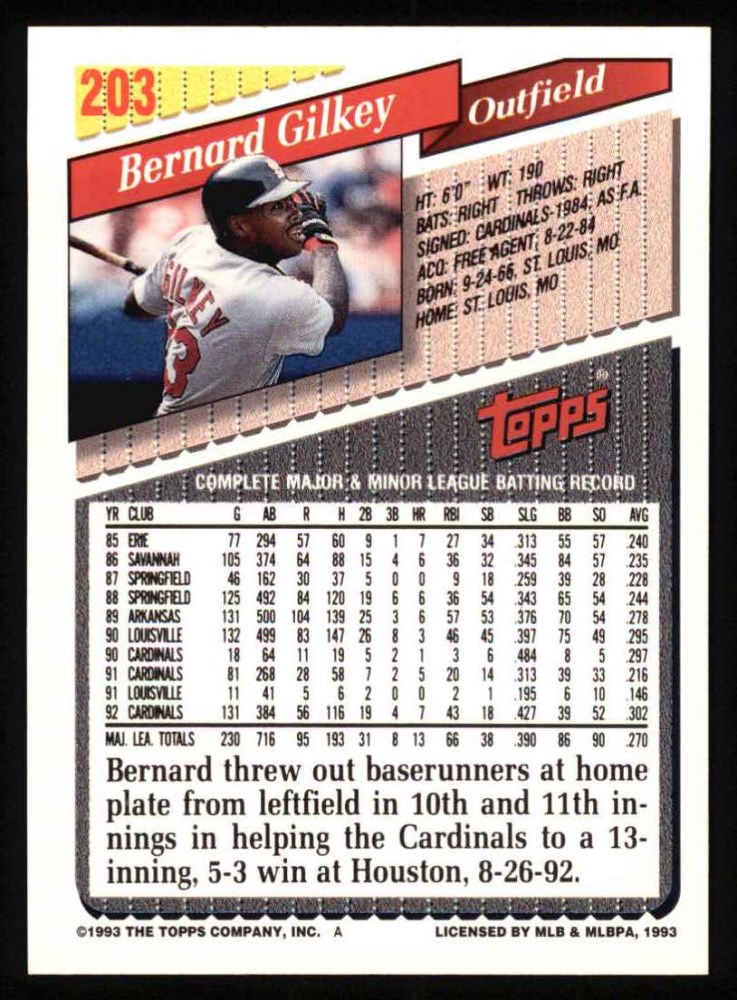 203
Bernard Gilkey
Outfield
GILKEY
23
HT: 6'0" WT: 190
BATS: RIGHT THROWS: RIGHT
SIGNED: CARDINALS-1984, AS F.A.
ACQ: FREE AGENT, 8-22-84
BORN: 9-24-66, ST. LOUIS, MO
HOME: ST. LOUIS, MO
Topps®
COMPLETE MAJOR & MINOR LEAGUE BATTING RECORD
YR CLUB G AB R H 2B 3B HR RBI SB SLG BB SO AVG
85 ERIE 77 294 57 60 9 1 7 27 34 .313 55 57 .240
86 SAVANNAH 105 374 64 88 15 4 6 36 32 .345 84 57 .235
87 SPRINGFIELD 46 162 30 37 5 0 0 9 18 .259 39 28 .228
88 SPRINGFIELD 125 492 84 120 19 6 6 36 54 .343 65 54 .244
89 ARKANSAS 131 500 104 139 25 3 6 57 53 .376 70 54 .278
90 LOUISVILLE 132 499 83 147 26 8 3 46 45 .397 75 49 .295
90 CARDINALS 18 64 11 19 5 2 1 3 6 .484 8 5 .297
91 CARDINALS 81 268 28 58 7 2 5 20 14 .313 39 33 .216
91 LOUISVILLE 11 41 5 6 2 0 0 2 1 .195 6 10 .146
92 CARDINALS 131 384 56 116 19 4 7 43 18 .427 39 52 .302
MAJ. LEA. TOTALS 230 716 95 193 31 8 13 66 38 .390 86 90 .270
Bernard threw out baserunners at home
plate from leftfield in 10th and 11th in-
nings in helping the Cardinals to a 13-
inning, 5-3 win at Houston, 8-26-92.
©1993 THE TOPPS COMPANY, INC. A
LICENSED BY MLB & MLBPA, 1993